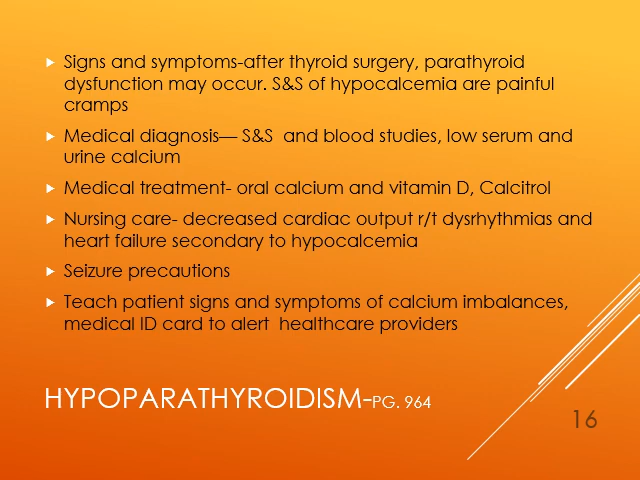 Signs and symptoms-after thyroid surgery, parathyroid
dysfunction may occur. S&S of hypocalcemia are painful
cramps
Medical diagnosis— S&S and blood studies, low serum and
urine calcium
Medical treatment- oral calcium and vitamin D, Calcitrol
Nursing care- decreased cardiac output r/t dysrhythmias and
heart failure secondary to hypocalcemia
Seizure precautions
Teach patient signs and symptoms of calcium imbalances,
medical ID card to alert healthcare providers
HYPOPARATHYROIDISM-PG. 964
16